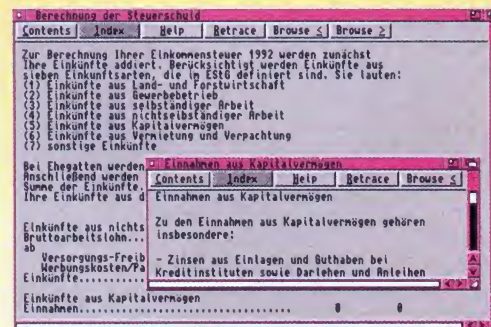 Berechnung der Steuerschuld
Contents Index Help Retrace Browse < Browse >
Zur Berechnung Ihrer Einkommensteuer 1992 werden zunächst
Ihre Einkünfte addiert. Berücksichtigt werden Einkünfte aus
sieben Einkunftsarten, die im EStG definiert sind. Sie lauten:
(1) Einkünfte aus Land- und Forstwirtschaft
(2) Einkünfte aus Gewerbebetrieb
(3) Einkünfte aus selbständiger Arbeit
(4) Einkünfte aus nichtselbständiger Arbeit
(5) Einkünfte aus Kapitalvermögen
(6) Einkünfte aus Vermietung und Verpachtung
(7) sonstige Einkünfte
Bei Ehegatten werden
Anschließend werden
Summe der Einkünfte.
Ihre Einkünfte aus d
Einkünfte aus nichts
Bruttoarbeitslohn...
ab
Versorgungs-Freib
Werbungskosten/Pa
Einkünfte...........
Einkünfte aus Kapitalvermögen
Einnahmen.................................. 0 0
Einnahmen aus Kapitalvermögen
Contents Index Help Retrace Browse <
Einnahmen aus Kapitalvermögen
Zu den Einnahmen aus Kapitalvermögen gehören
insbesondere:
- Zinsen aus Einlagen und Guthaben bei
Kreditinstituten sowie Darlehen und Anleihen